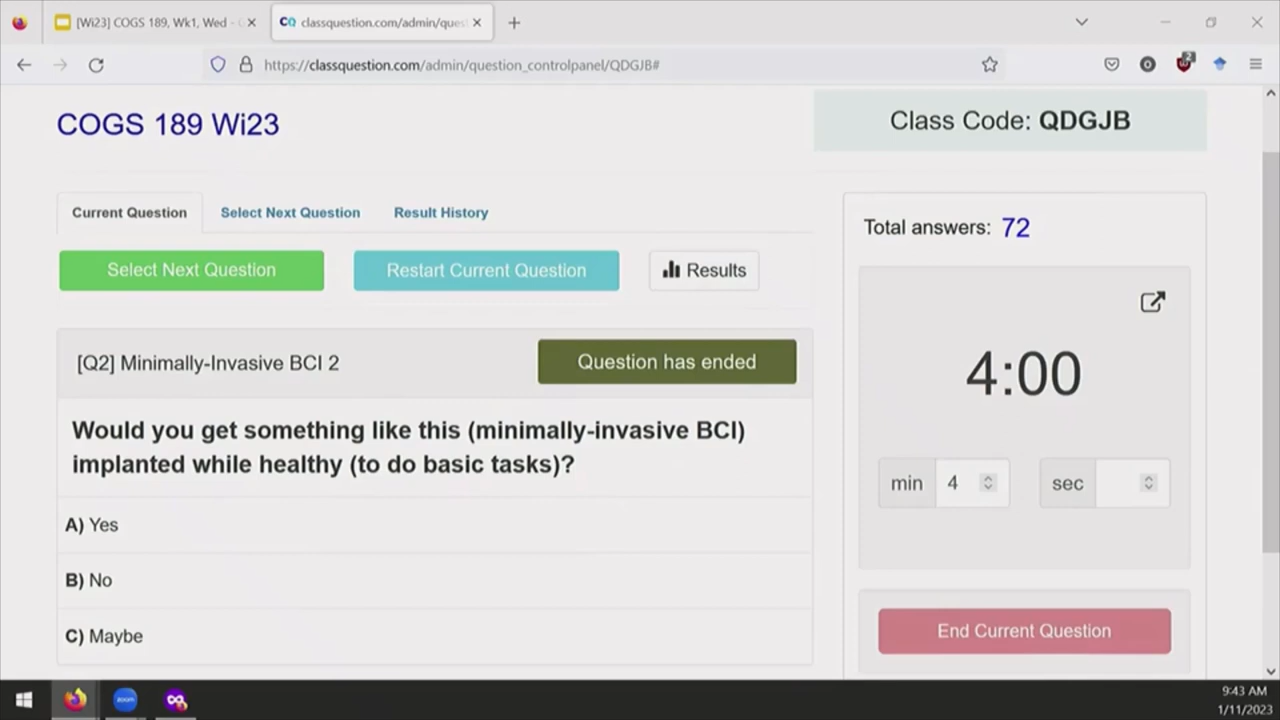 [Wi23] COGS 189, Wk1, Wed -
classquestion.com/admin/ques
https://classquestion.com/admin/question_controlpanel/QDGJB#
2
COGS 189 Wi23
Class Code: QDGJB
Current Question
Select Next Question
Result History
Total answers: 72
Select Next Question
Restart Current Question
Results
[Q2] Minimally-Invasive BCI 2
Question has ended
4:00
Would you get something like this (minimally-invasive BCI)
implanted while healthy (to do basic tasks)?
min 4
sec
A) Yes
B) No
C) Maybe
End Current Question
zoom
9:43 AM
1/11/2023